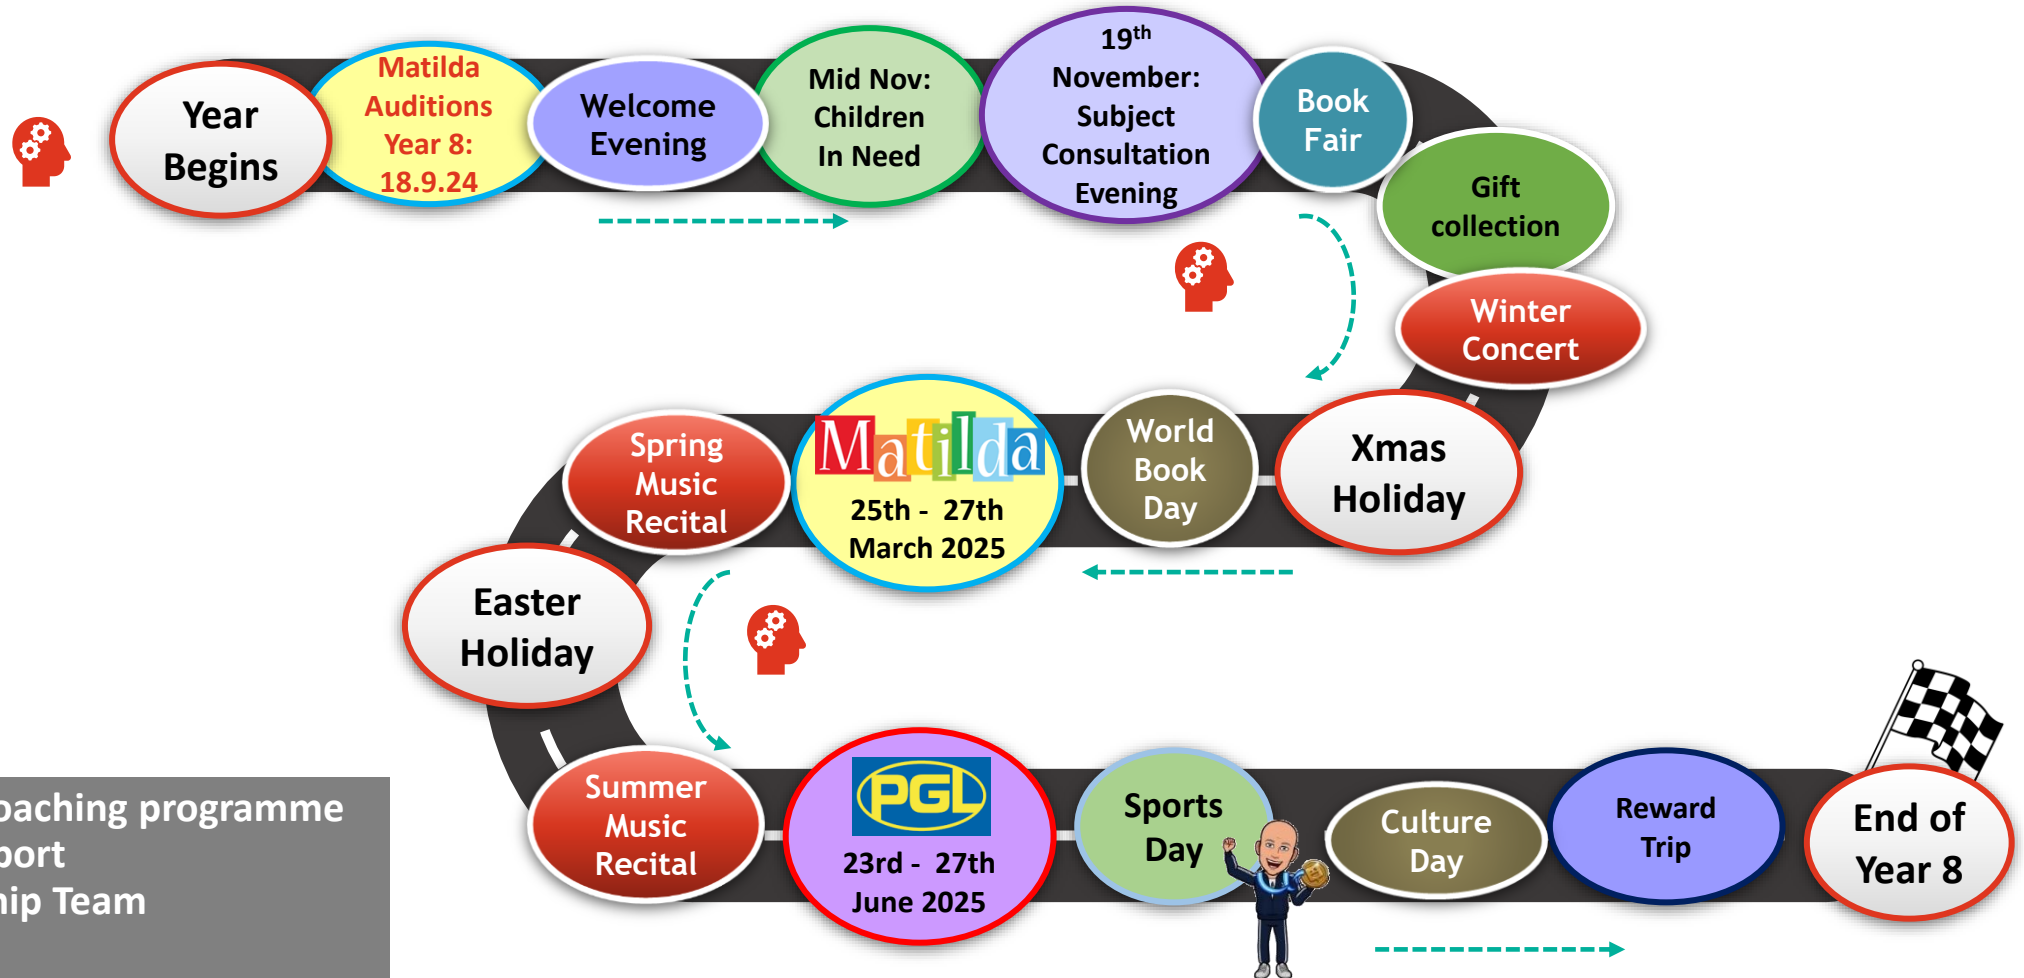 Year
Begins
Matilda
Auditions
Year 8:
18.9.24
Welcome
Evening
Mid Nov:
Children
In Need
19th
November:
Subject
Consultation
Evening
Book
Fair
Gift
collection
Winter
Concert
Xmas
Holiday
World
Book
Day
Matilda
25th - 27th
March 2025
Spring
Music
Recital
Easter
Holiday
Summer
Music
Recital
PGL
23rd - 27th
June 2025
Sports
Day
Culture
Day
Reward
Trip
End of
Year 8
programme
Team